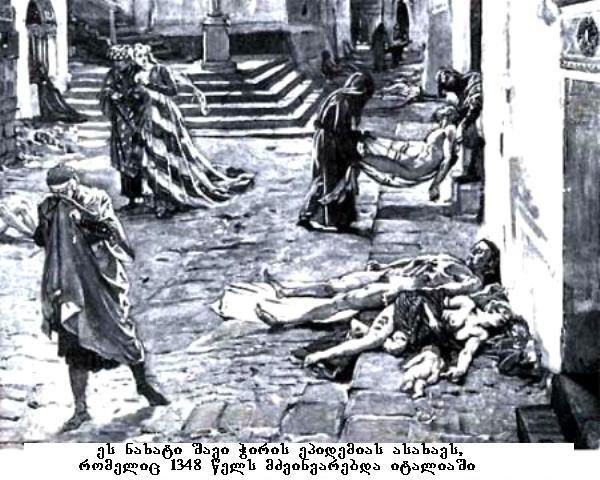 ეს ნახატი შავი ჭირის ეპიდემიას ასახავს,
რომელიც 1348 წელს მძვინვარებდა იტალიაში